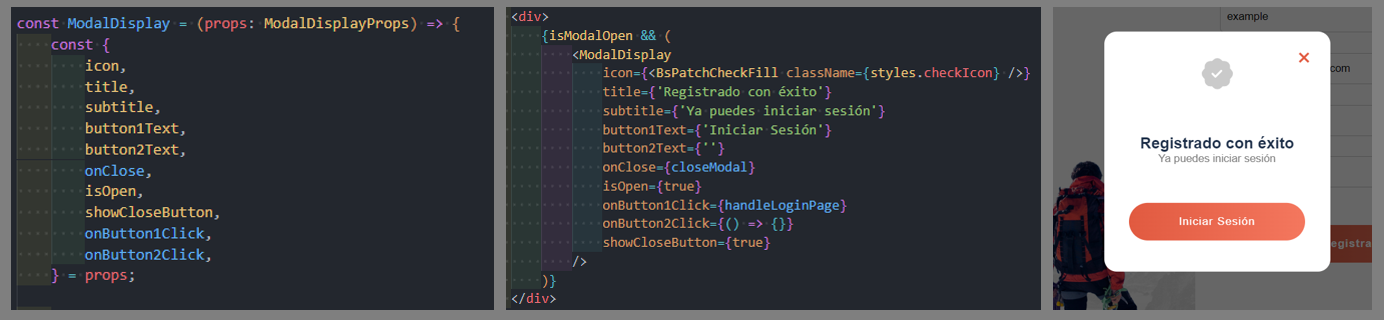 const ModalDisplay = (props: ModalDisplayProps) => {
const {
icon,
title,
subtitle,
button1Text,
button2Text,
onClose,
isOpen,
showCloseButton,
onButton1Click,
onButton2Click,
} = props;
<div>
{isModalOpen && (
<ModalDisplay
icon={<BsPatchCheckFill className={styles.checkIcon} />}
title={'Registrado con éxito'}
subtitle={'Ya puedes iniciar sesión'}
button1Text={'Iniciar Sesión'}
button2Text={''}
onClose={closeModal}
isOpen={true}
onButton1Click={handleLoginPage}
onButton2Click={() => {}}
showCloseButton={true}
/>
)}
</div>
example
com
Registrado con éxito
Ya puedes iniciar sesión
Iniciar Sesión
egistra